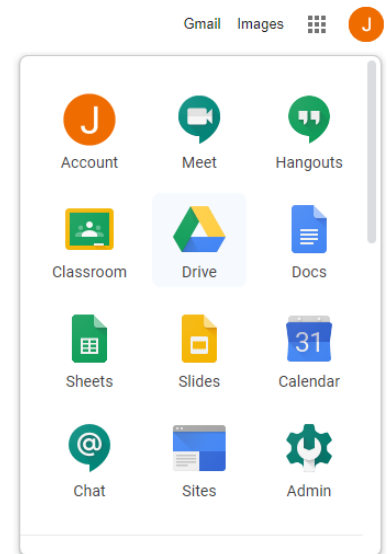 Gmail Images J
J
Account Meet Hangouts
Classroom Drive Docs
31
Sheets Slides Calendar
@
Chat Sites Admin